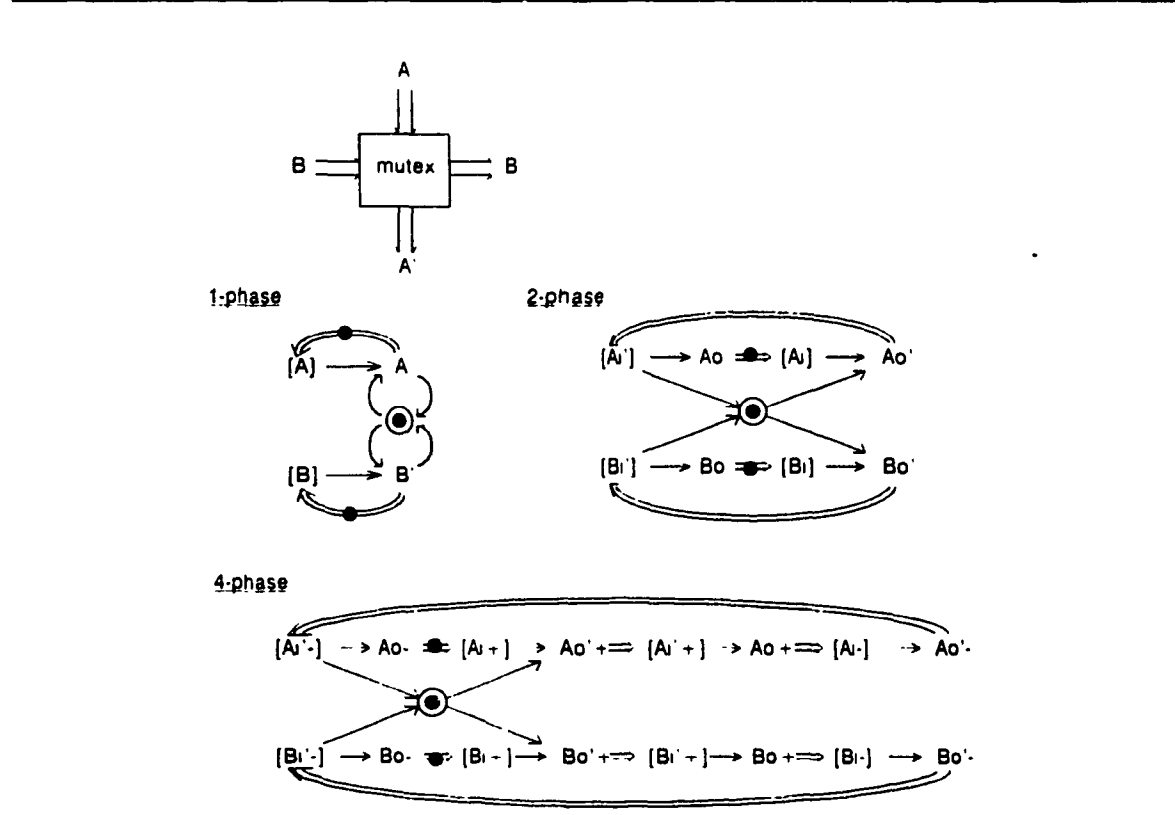 A
B mutex B
A'
1-phase 2-phase
[A] A
[B] B'
[Ai'] Ao [Ai] Ao'
[Bi'] Bo [Bi] Bo'
4-phase
[Ai'-] Ao- [Ai+] Ao'+ [Ai'+] Ao+ [Ai-] Ao'-
[Bi'-] Bo- [Bi+] Bo'+ [Bi'+] Bo+ [Bi-] Bo'-